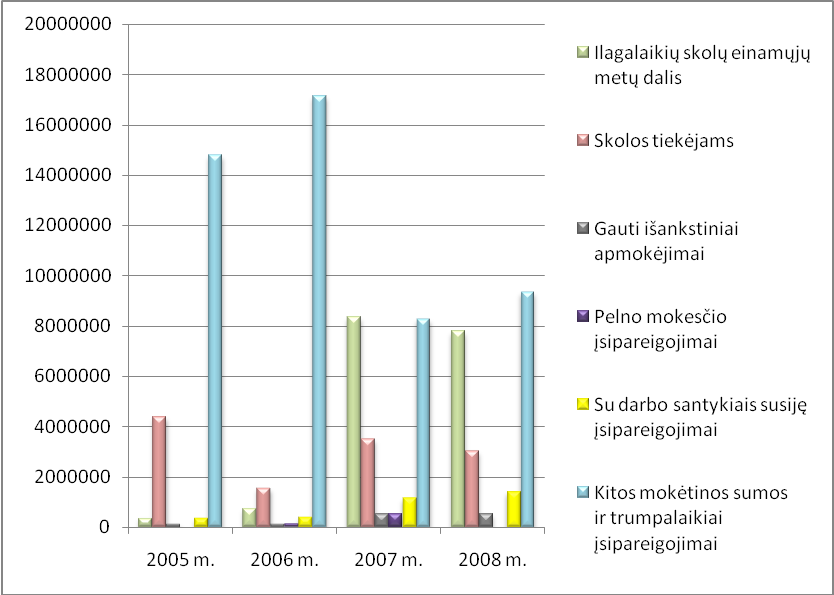 20000000
18000000
16000000
14000000
12000000
10000000
8000000
6000000
4000000
2000000
0
2005 m.
2006 m.
2007 m.
2008 m.
Ilagalaikių skolų einamųjų
metų dalis
Skolos tiekėjams
Gauti išankstiniai
apmokėjimai
Pelno mokesčio
įsipareigojimai
Su darbo santykiais susiję
įsipareigojimai
Kitos mokėtinos sumos
ir trumpalaikiai
įsipareigojimai